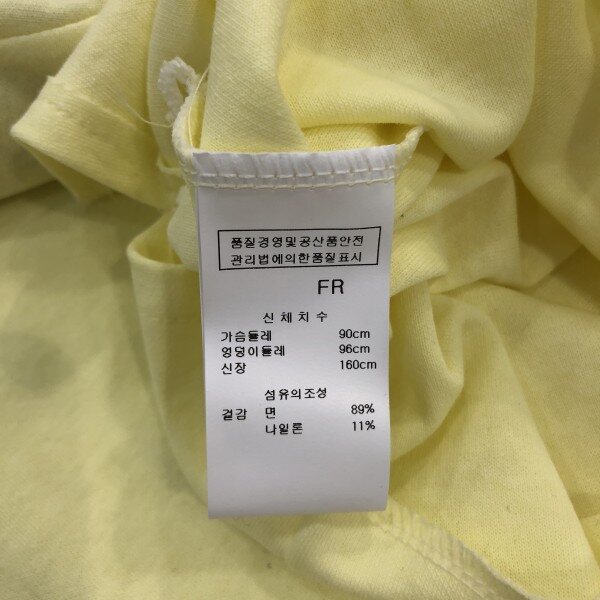 품질경영및공산품안전
관리법에의한품질표시
FR
신체치수
가슴둘레 90cm
엉덩이둘레 96cm
신장 160cm
섬유의조성
겉감 면 89%
나일론 11%